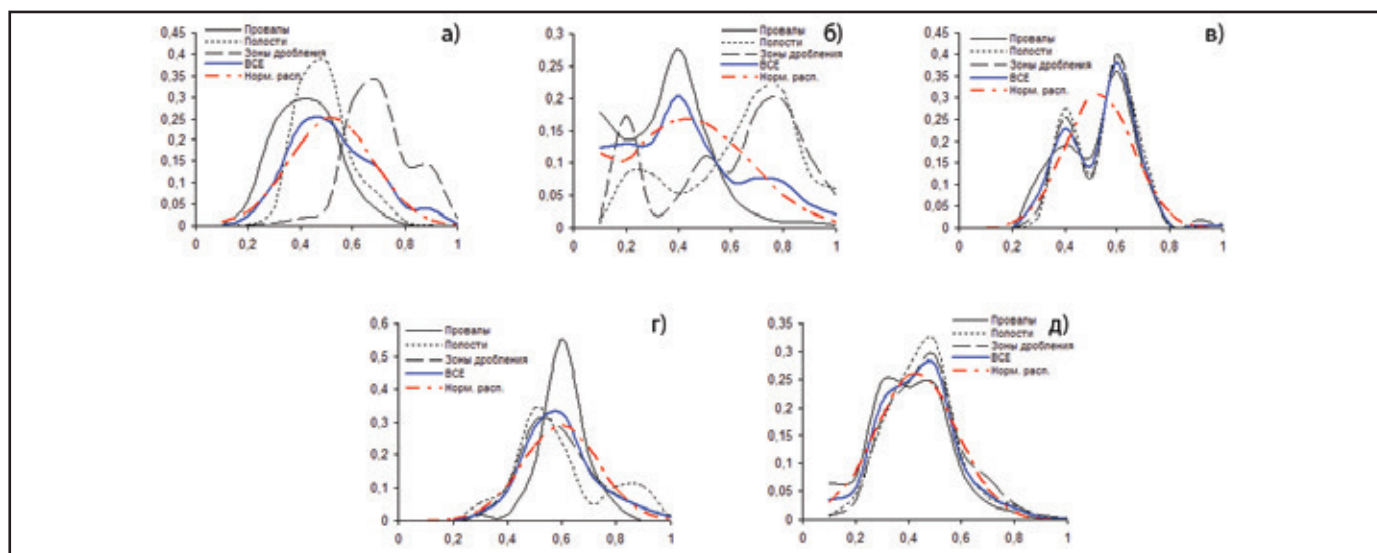 а)
Провалы
Полости
Зоны дробления
ВСЕ
Норм. расп.
0,45
0,4
0,35
0,3
0,25
0,2
0,15
0,1
0,05
0
0 0,2 0,4 0,6 0,8 1
б)
Провалы
Полости
Зоны дробления
ВСЕ
Норм. расп.
0,3
0,25
0,2
0,15
0,1
0,05
0
0 0,2 0,4 0,6 0,8 1
в)
Провалы
Полости
Зоны дробления
ВСЕ
Норм. расп.
0,45
0,4
0,35
0,3
0,25
0,2
0,15
0,1
0,05
0
0 0,2 0,4 0,6 0,8 1
г)
Провалы
Полости
Зоны дробления
ВСЕ
Норм. расп.
0,6
0,5
0,4
0,3
0,2
0,1
0
0 0,2 0,4 0,6 0,8 1
д)
Провалы
Полости
Зоны дробления
ВСЕ
Норм. расп.
0,35
0,3
0,25
0,2
0,15
0,1
0,05
0
0 0,2 0,4 0,6 0,8 1